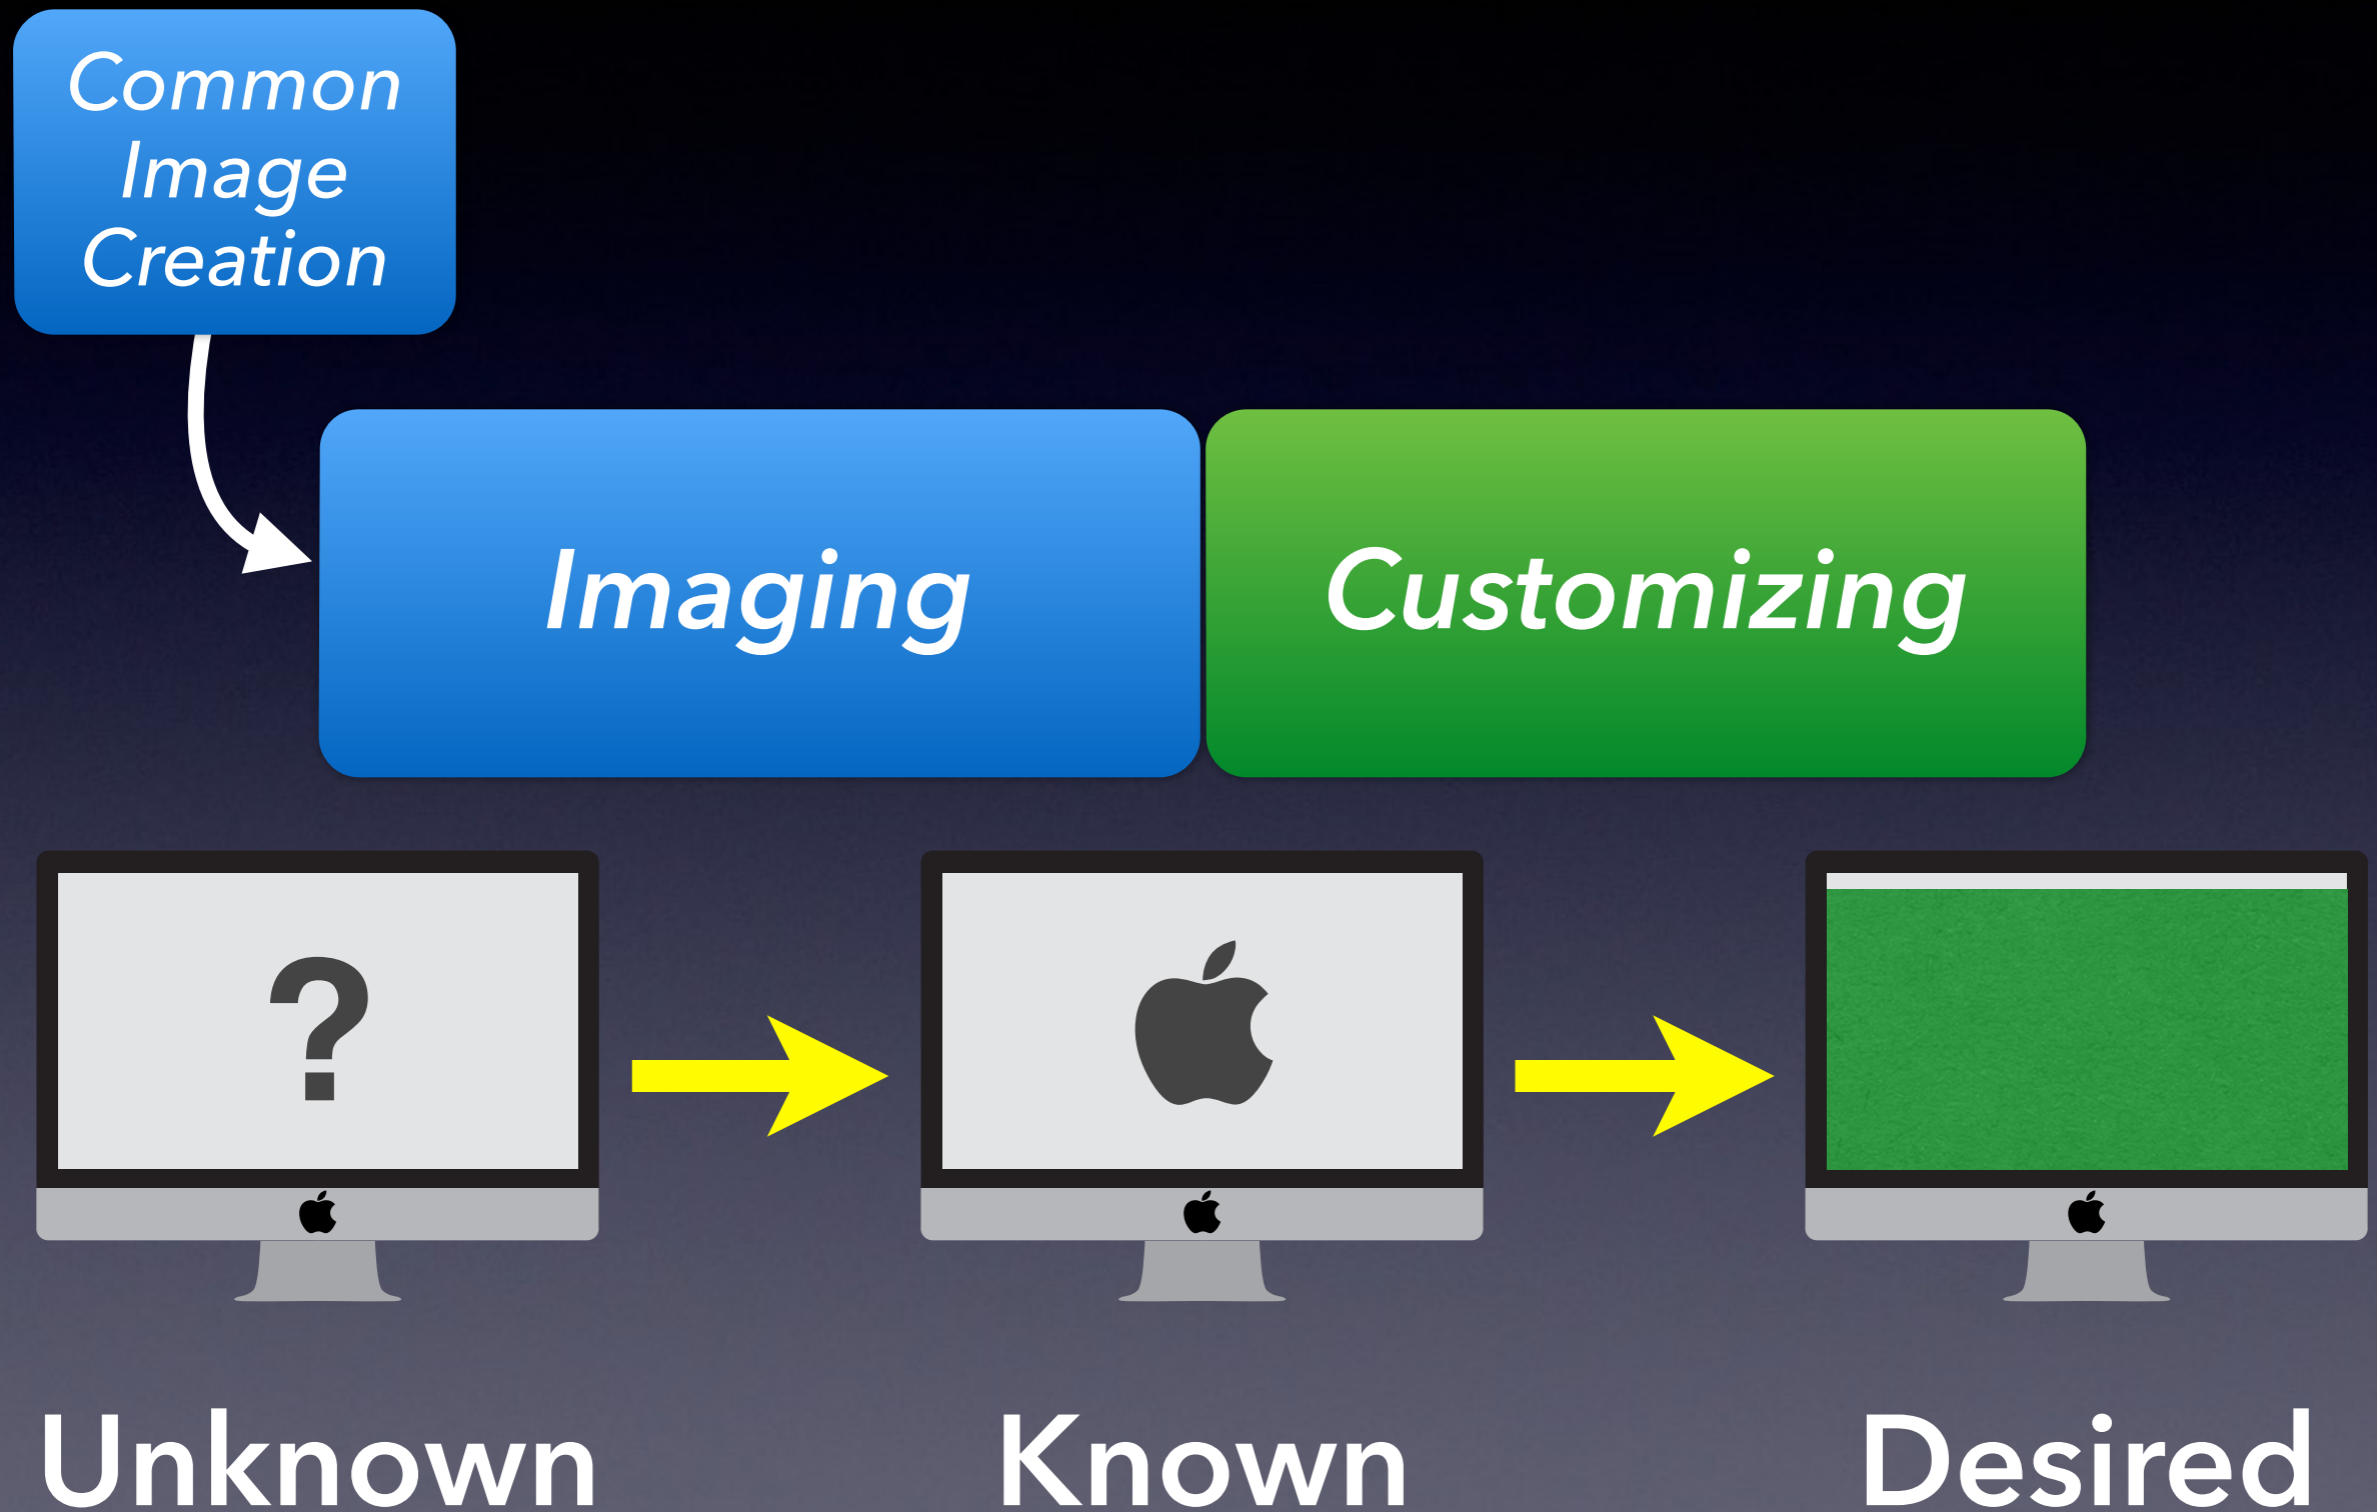 Common
Image
Creation
Imaging
Customizing
?
Unknown
Known
Desired